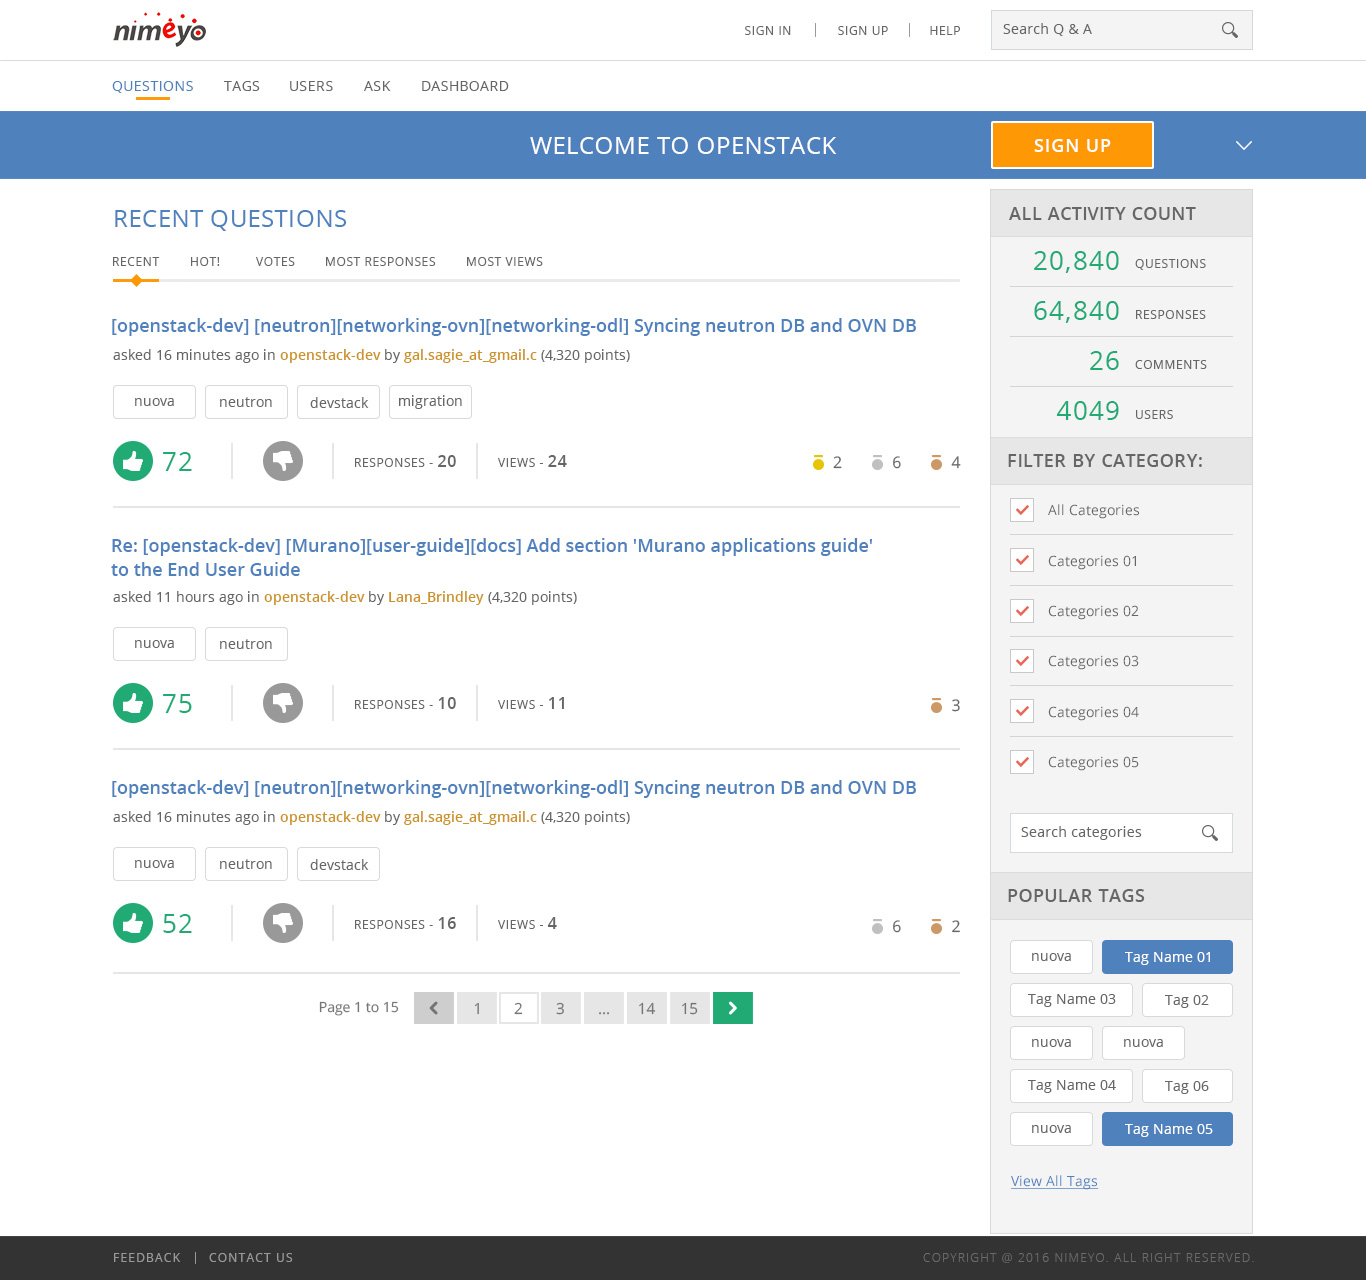 nimeyo
SIGN IN | SIGN UP | HELP
Search Q & A
QUESTIONS TAGS USERS ASK DASHBOARD
WELCOME TO OPENSTACK
SIGN UP
RECENT QUESTIONS
RECENT HOT! VOTES MOST RESPONSES MOST VIEWS
[openstack-dev] [neutron][networking-ovn][networking-odl] Syncing neutron DB and OVN DB
asked 16 minutes ago in openstack-dev by gal.sagie_at_gmail.c (4,320 points)
nuova neutron devstack migration
72 RESPONSES - 20 VIEWS - 24 2 6 4
Re: [openstack-dev] [Murano][user-guide][docs] Add section 'Murano applications guide'
to the End User Guide
asked 11 hours ago in openstack-dev by Lana_Brindley (4,320 points)
nuova neutron
75 RESPONSES - 10 VIEWS - 11 3
[openstack-dev] [neutron][networking-ovn][networking-odl] Syncing neutron DB and OVN DB
asked 16 minutes ago in openstack-dev by gal.sagie_at_gmail.c (4,320 points)
nuova neutron devstack
52 RESPONSES - 16 VIEWS - 4 6 2
Page 1 to 15 1 2 3 ... 14 15
ALL ACTIVITY COUNT
20,840 QUESTIONS
64,840 RESPONSES
26 COMMENTS
4049 USERS
FILTER BY CATEGORY:
All Categories
Categories 01
Categories 02
Categories 03
Categories 04
Categories 05
Search categories
POPULAR TAGS
nuova Tag Name 01
Tag Name 03 Tag 02
nuova nuova
Tag Name 04 Tag 06
nuova Tag Name 05
View All Tags
FEEDBACK | CONTACT US
COPYRIGHT @ 2016 NIMEYO. ALL RIGHT RESERVED.